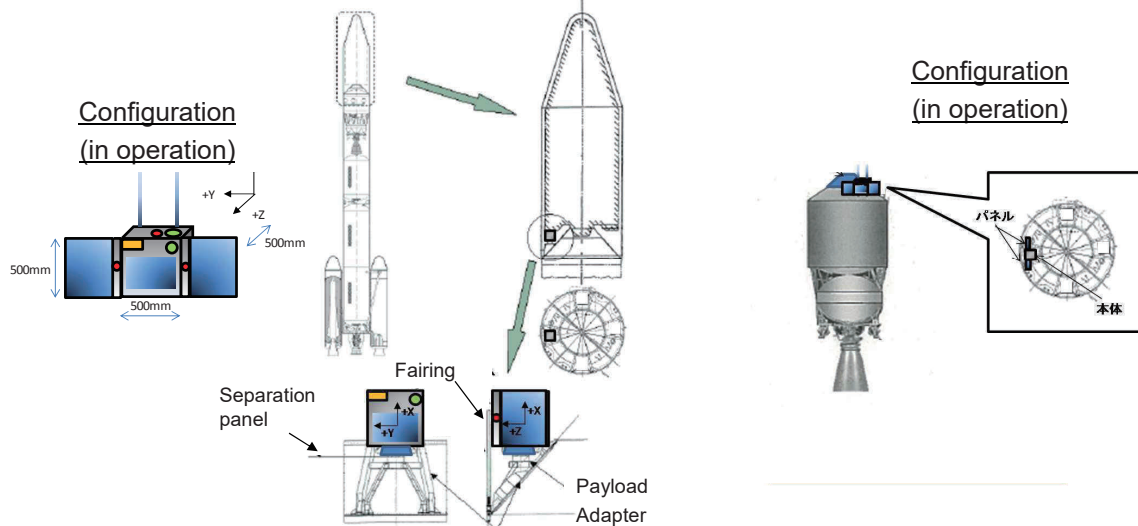 Configuration
(in operation)
+Y
+Z
500mm
500mm
500mm
Separation
panel
Fairing
+X
+Y
+X
+Z
Payload
Adapter
Configuration
(in operation)
パネル
本体